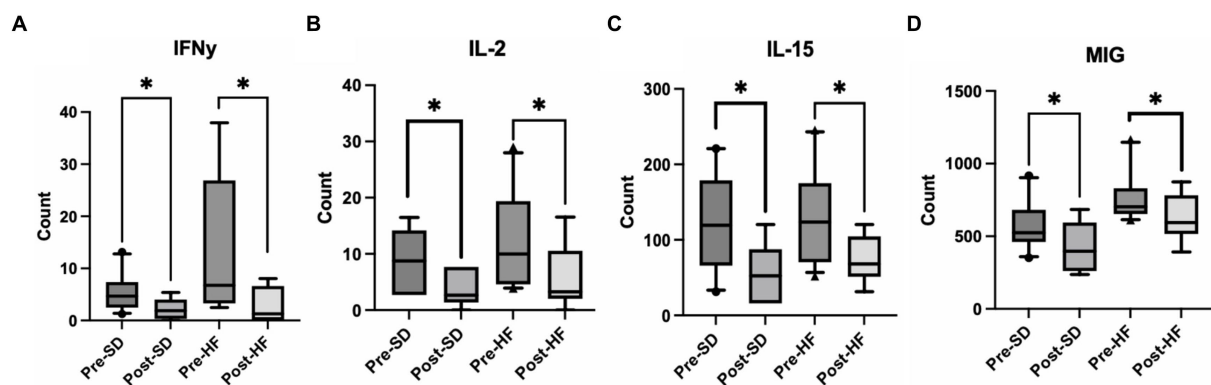 A
IFNy
*
*
Count
40
30
20
10
0
Pre-SD
Post-SD
Pre-HF
Post-HF
B
IL-2
*
*
Count
40
30
20
10
0
Pre-SD
Post-SD
Pre-HF
Post-HF
C
IL-15
*
*
Count
300
200
100
0
Pre-SD
Post-SD
Pre-HF
Post-HF
D
MIG
*
*
Count
1500
1000
500
0
Pre-SD
Post-SD
Pre-HF
Post-HF